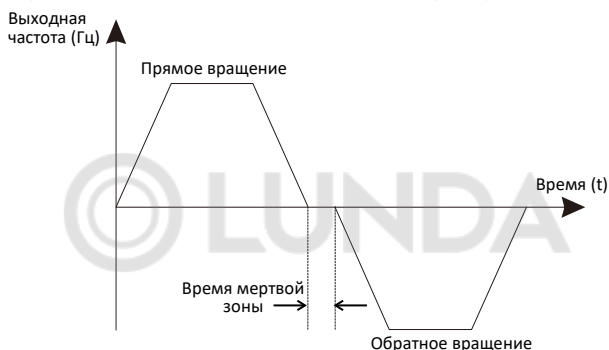 Выходная
частота (Гц)
Прямое вращение
Время (t)
LUNDA
Время мертвой
зоны
Обратное вращение